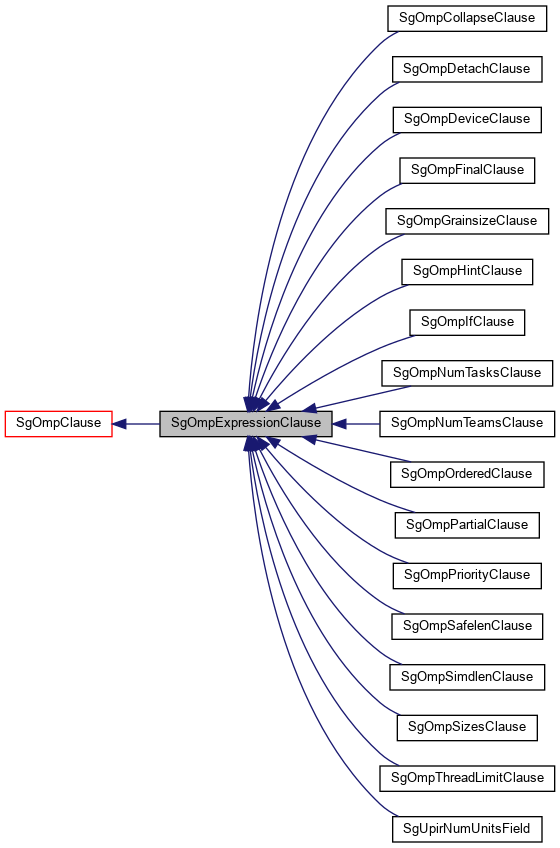 SgOmpCollapseClause
SgOmpDetachClause
SgOmpDeviceClause
SgOmpFinalClause
SgOmpGrainsizeClause
SgOmpHintClause
SgOmpIfClause
SgOmpNumTasksClause
SgOmpClause
SgOmpExpressionClause
SgOmpNumTeamsClause
SgOmpOrderedClause
SgOmpPartialClause
SgOmpPriorityClause
SgOmpSafelenClause
SgOmpSimdlenClause
SgOmpSizesClause
SgOmpThreadLimitClause
SgUpirNumUnitsField